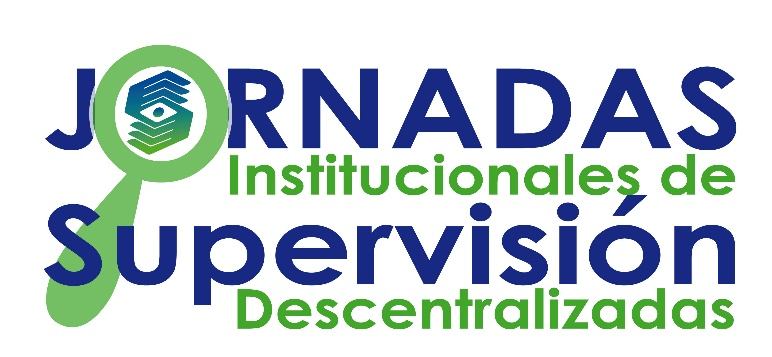 JORNADAS
Institucionales de
Supervisión
Descentralizadas